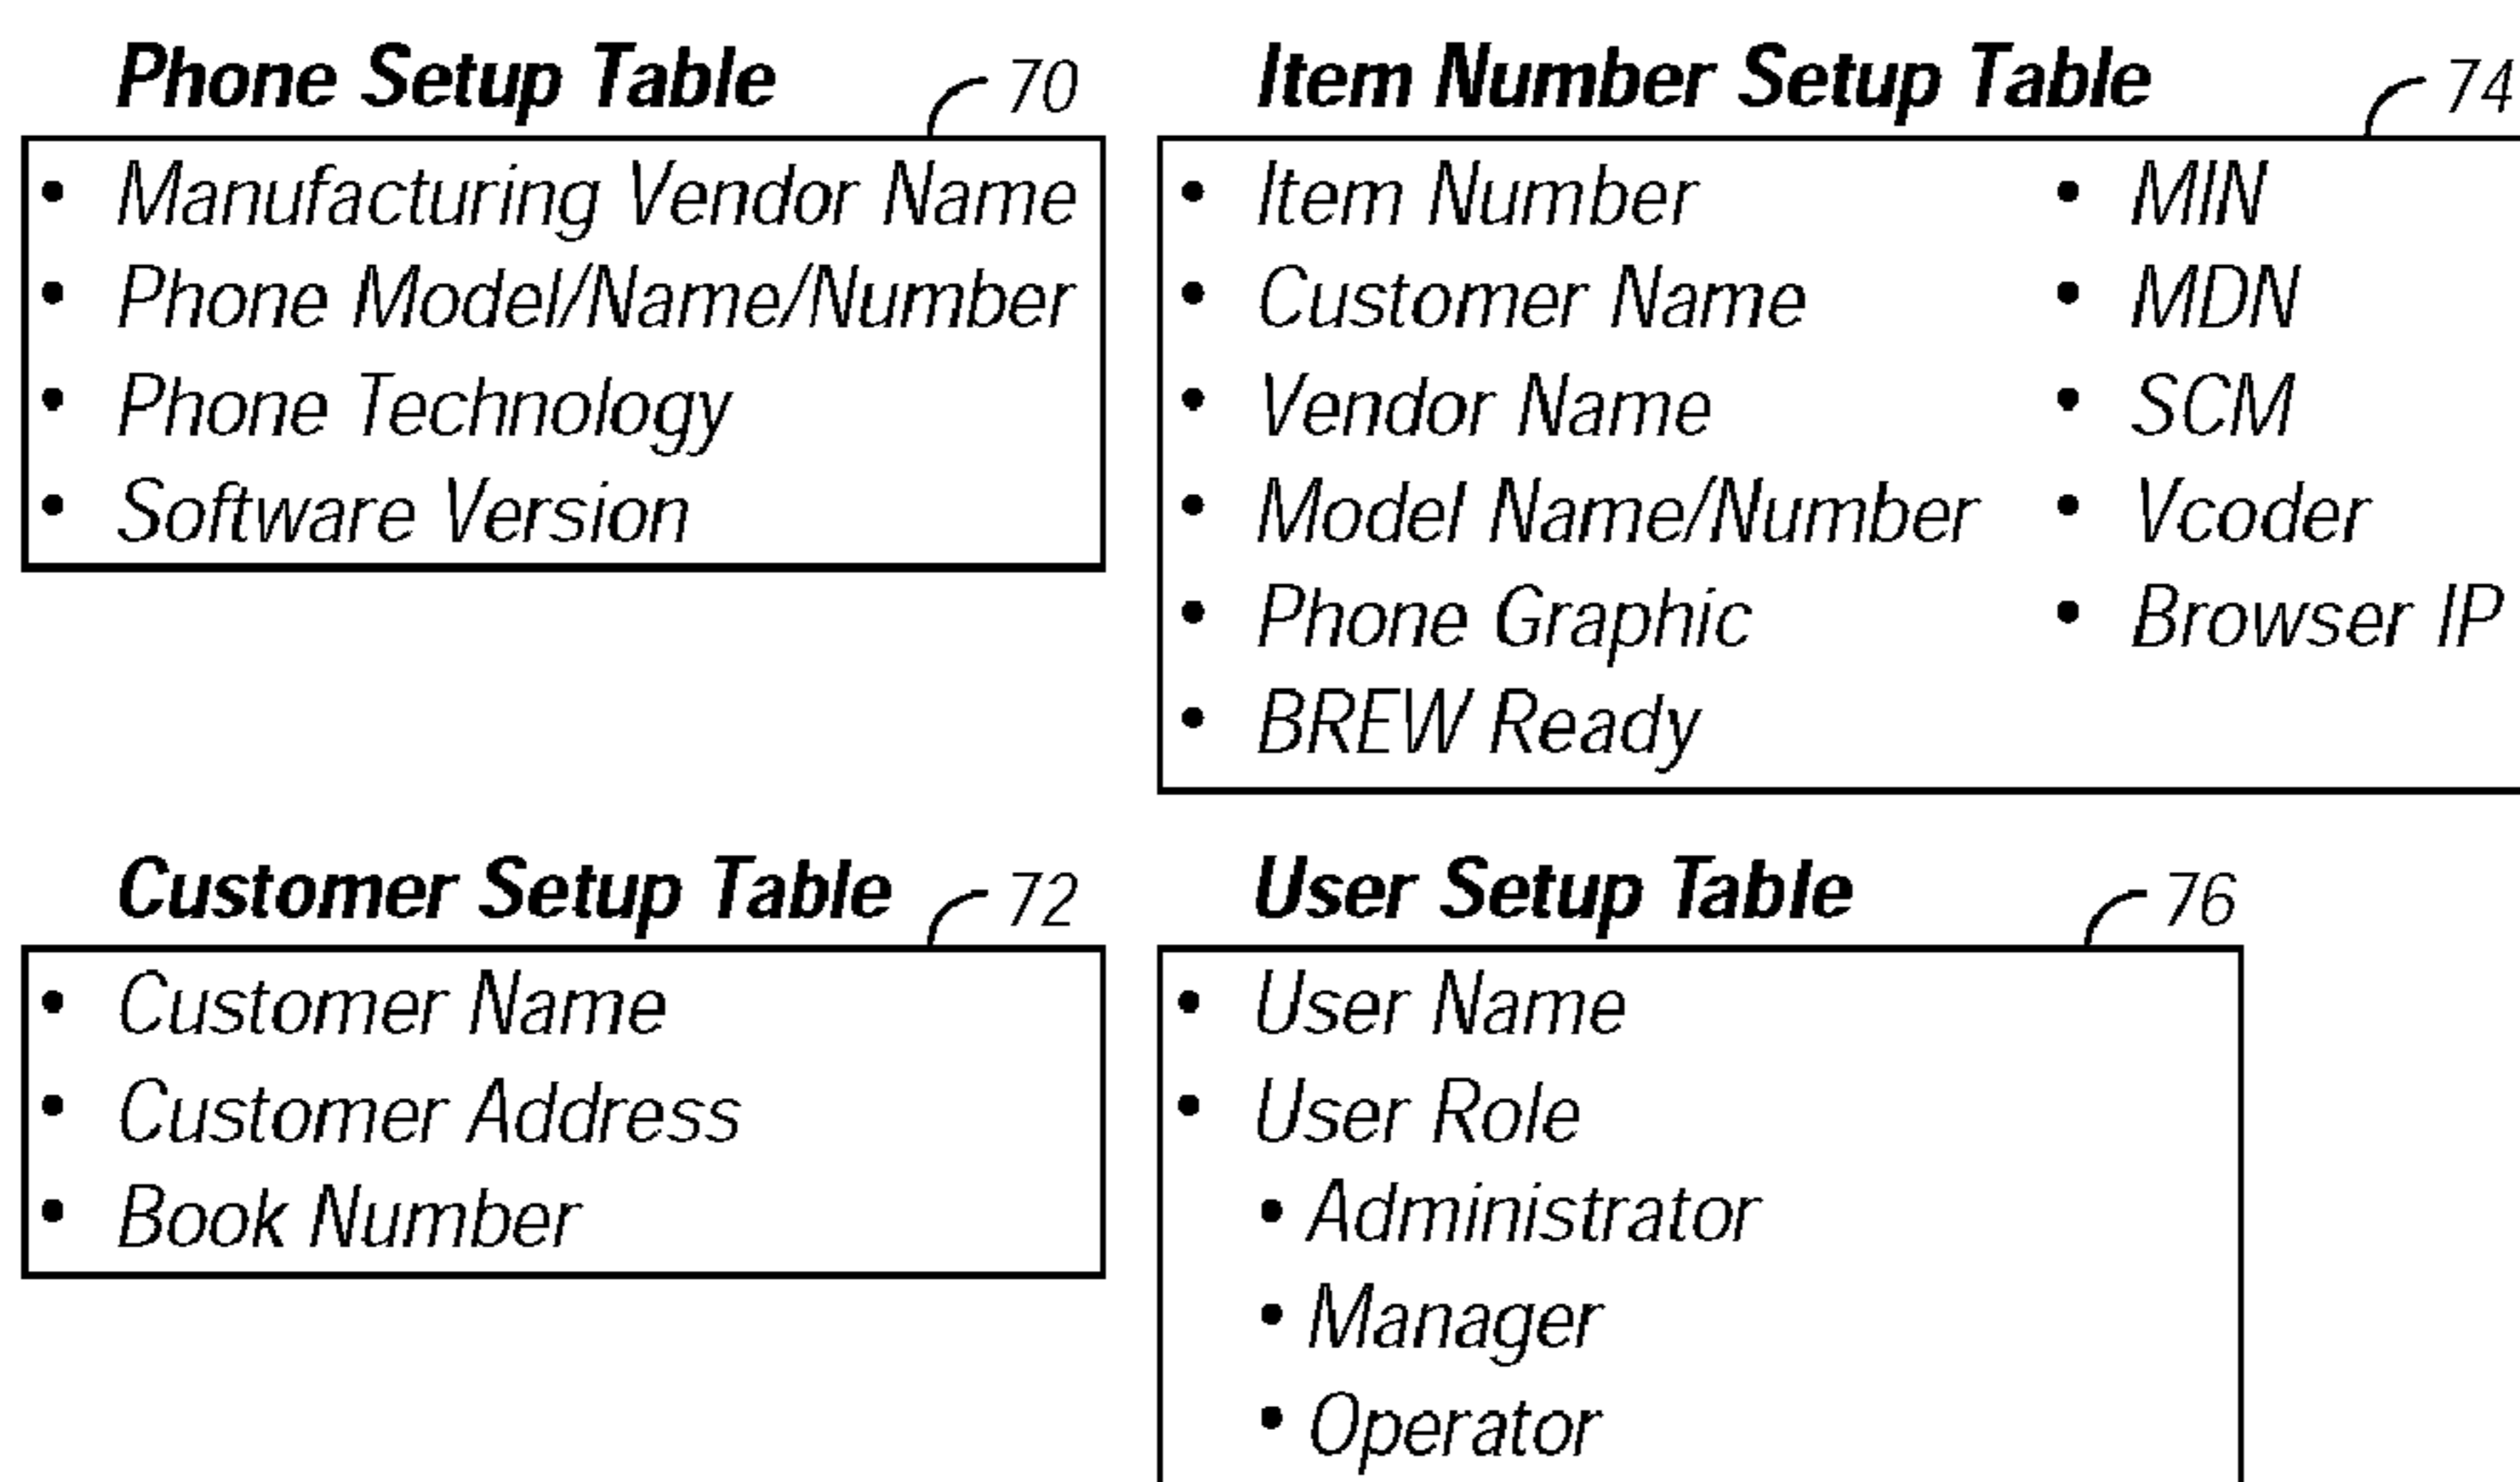 Phone Setup Table 70
• Manufacturing Vendor Name
• Phone Model/Name/Number
• Phone Technology
• Software Version
Item Number Setup Table 74
• Item Number
• Customer Name
• Vendor Name
• Model Name/Number
• Phone Graphic
• BREW Ready
• MIN
• MDN
• SCM
• Vcoder
• Browser IP
Customer Setup Table 72
• Customer Name
• Customer Address
• Book Number
User Setup Table 76
• User Name
• User Role
• Administrator
• Manager
• Operator